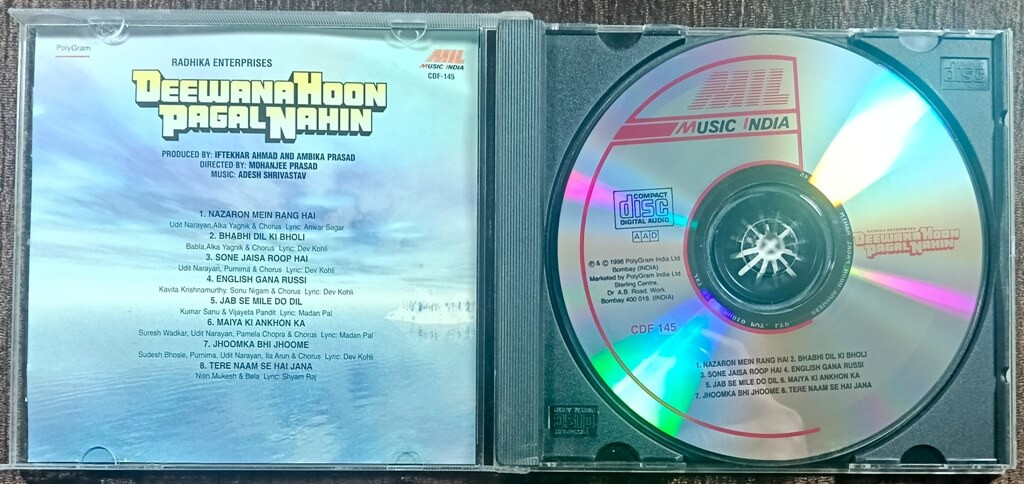 PolyGram
MIL
MUSIC INDIA
CDF-145
RADHIKA ENTERPRISES
DEEWANA HOON
PAGAL NAHIN
PRODUCED BY: IFTEKHAR AHMAD AND AMBIKA PRASAD
DIRECTED BY: MOHANJEE PRASAD
MUSIC: ADESH SHRIVASTAV
1. NAZARON MEIN RANG HAI
Udit Narayan,Alka Yagnik & Chorus Lyric: Anwar Sagar
2. BHABHI DIL KI BHOLI
Babla,Alka Yagnik & Chorus Lyric: Dev Kohli
3. SONE JAISA ROOP HAI
Udit Narayan, Purnima & Chorus Lyric: Dev Kohli
4. ENGLISH GANA RUSSI
Kavita Krishnamurthy, Sonu Nigam & Chorus Lyric: Dev Kohli
5. JAB SE MILE DO DIL
Kumar Sanu & Vijayeta Pandit Lyric: Madan Pal
6. MAIYA KI ANKHON KA
Suresh Wadkar, Udit Narayan, Pamela Chopra & Chorus Lyric: Madan Pal
7. JHOOMKA BHI JHOOME
Sudesh Bhosle, Purnima, Udit Narayan, Ila Arun & Chorus Lyric: Dev Kohli
8. TERE NAAM SE HAI JANA
Nitin Mukesh & Bela Lyric: Shyam Raj
MIL
MUSIC INDIA
COMPACT
disc
DIGITAL AUDIO
AAD
℗ & © 1996 PolyGram India Ltd
Bombay (INDIA)
Marketed by PolyGram India Ltd
Sterling Centre,
Dr A.B. Road, Worli,
Bombay 400 018. (INDIA)
CDF 145
DEEWANA HOON
PAGAL NAHIN
1. NAZARON MEIN RANG HAI 2. BHABHI DIL KI BHOLI
3. SONE JAISA ROOP HAI 4. ENGLISH GANA RUSSI
5. JAB SE MILE DO DIL 6. MAIYA KI ANKHON KA
7. JHOOMKA BHI JHOOME 8. TERE NAAM SE HAI JANA